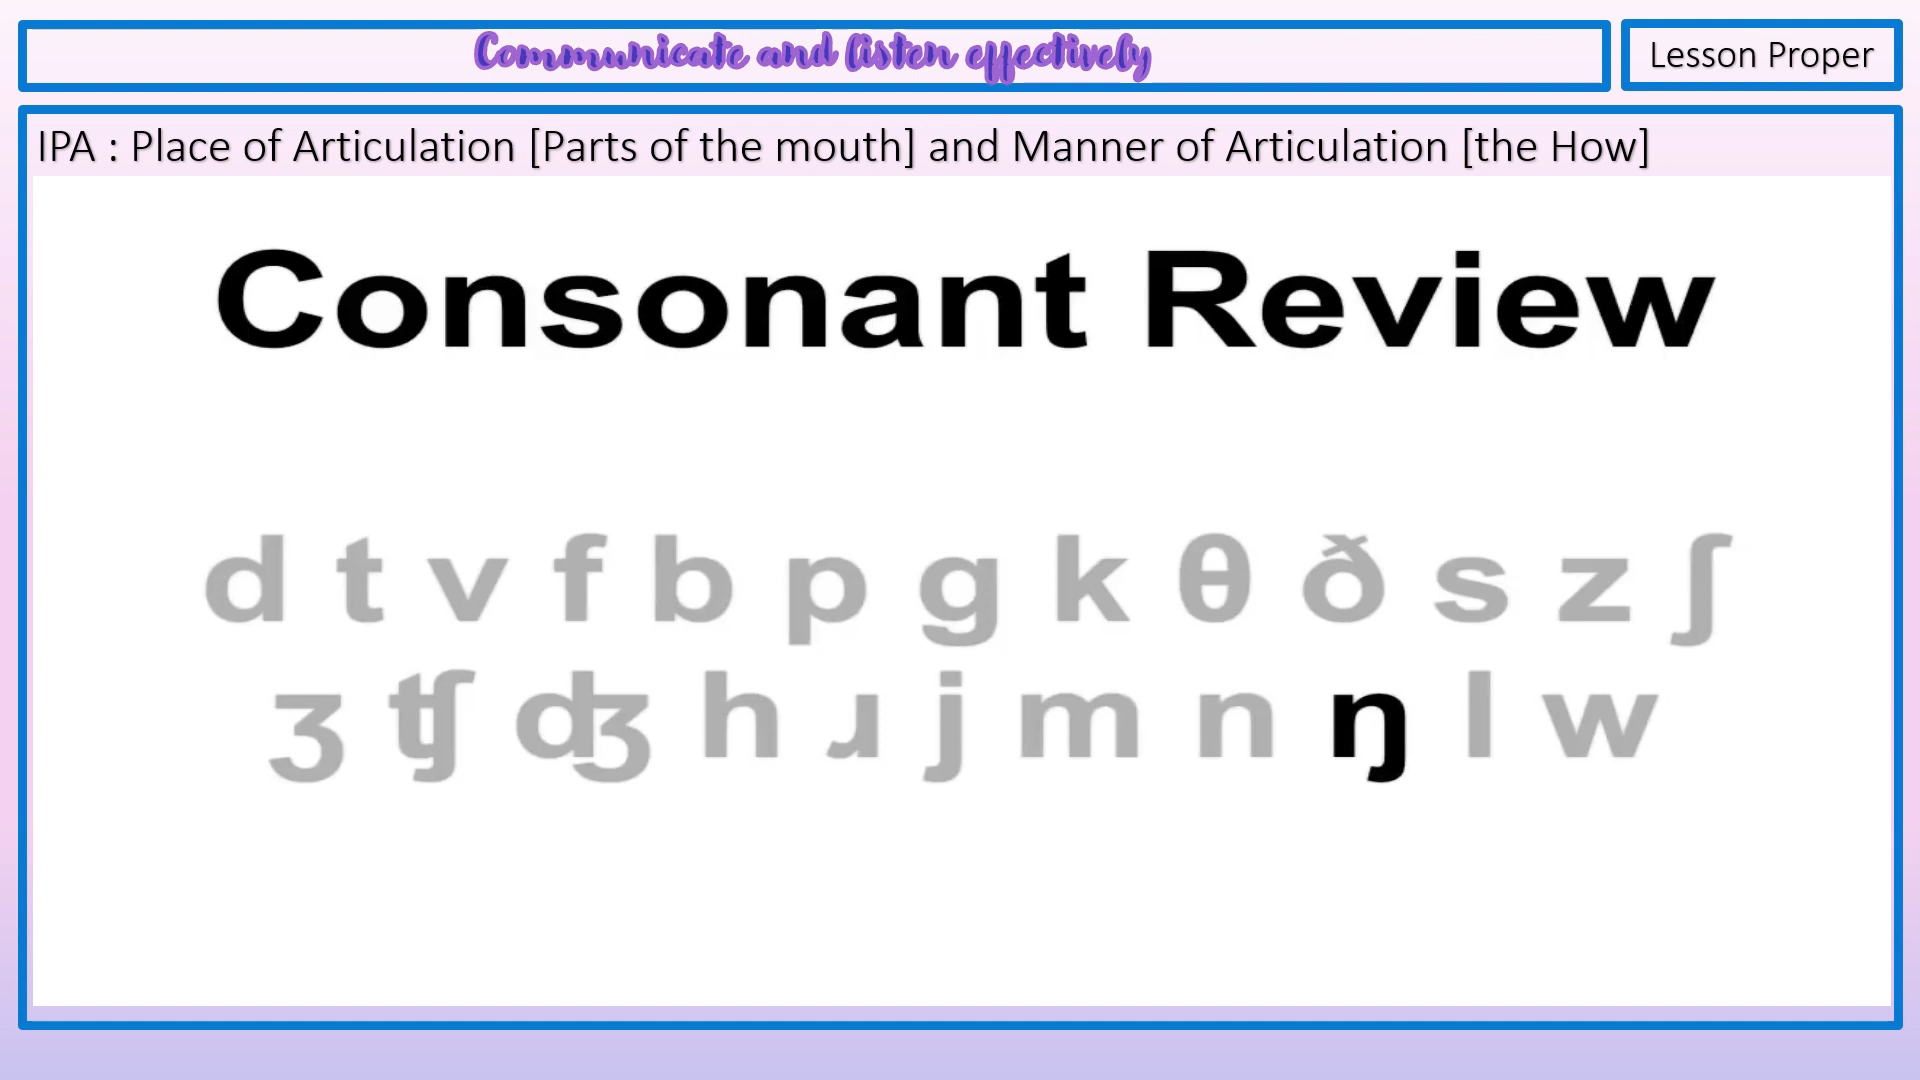 Communicate and listen effectively
Lesson Proper
IPA : Place of Articulation [Parts of the mouth] and Manner of Articulation [the How]
Consonant Review
d t v f b p g k θ ð s z ʃ
ʒ ʧ ʤ h ɹ j m n ŋ l w